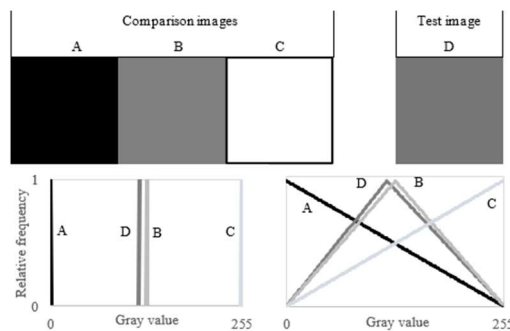 Comparison images
Test image
A
B
C
D
1
Relative frequency
0
A
D
B
C
0
Gray value
255
D
B
A
C
0
Gray value
255